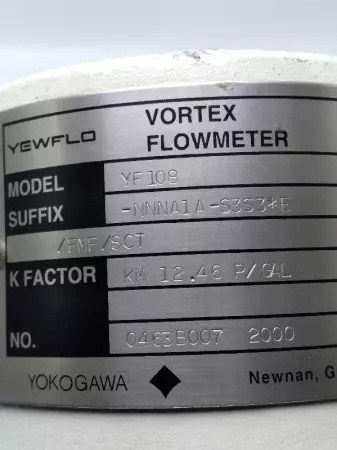 YEWFLO
VORTEX
FLOWMETER
MODEL YF108
SUFFIX -NNNA1A-S3S3*E
/FMF/SCT
K FACTOR KM 12.46 P/GAL
NO. 0463B007 2000
YOKOGAWA Newnan, G